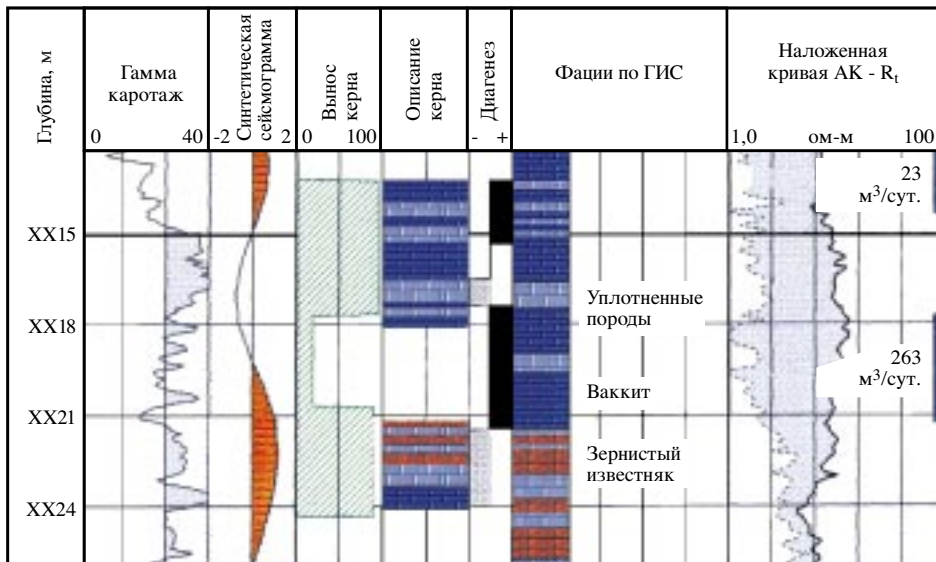 Глубина, м
Гамма
каротаж
0 40
Синтетическая
сейсмограмма
-2 2
Вынос
керна
0 100
Описание
керна
Диагенез
- +
Фации по ГИС
Наложенная
кривая АК - Rt
1,0 ом-м 100
23
м³/сут.
XX15
Уплотненные
породы
XX18
263
м³/сут.
Ваккит
XX21
Зернистый
известняк
XX24